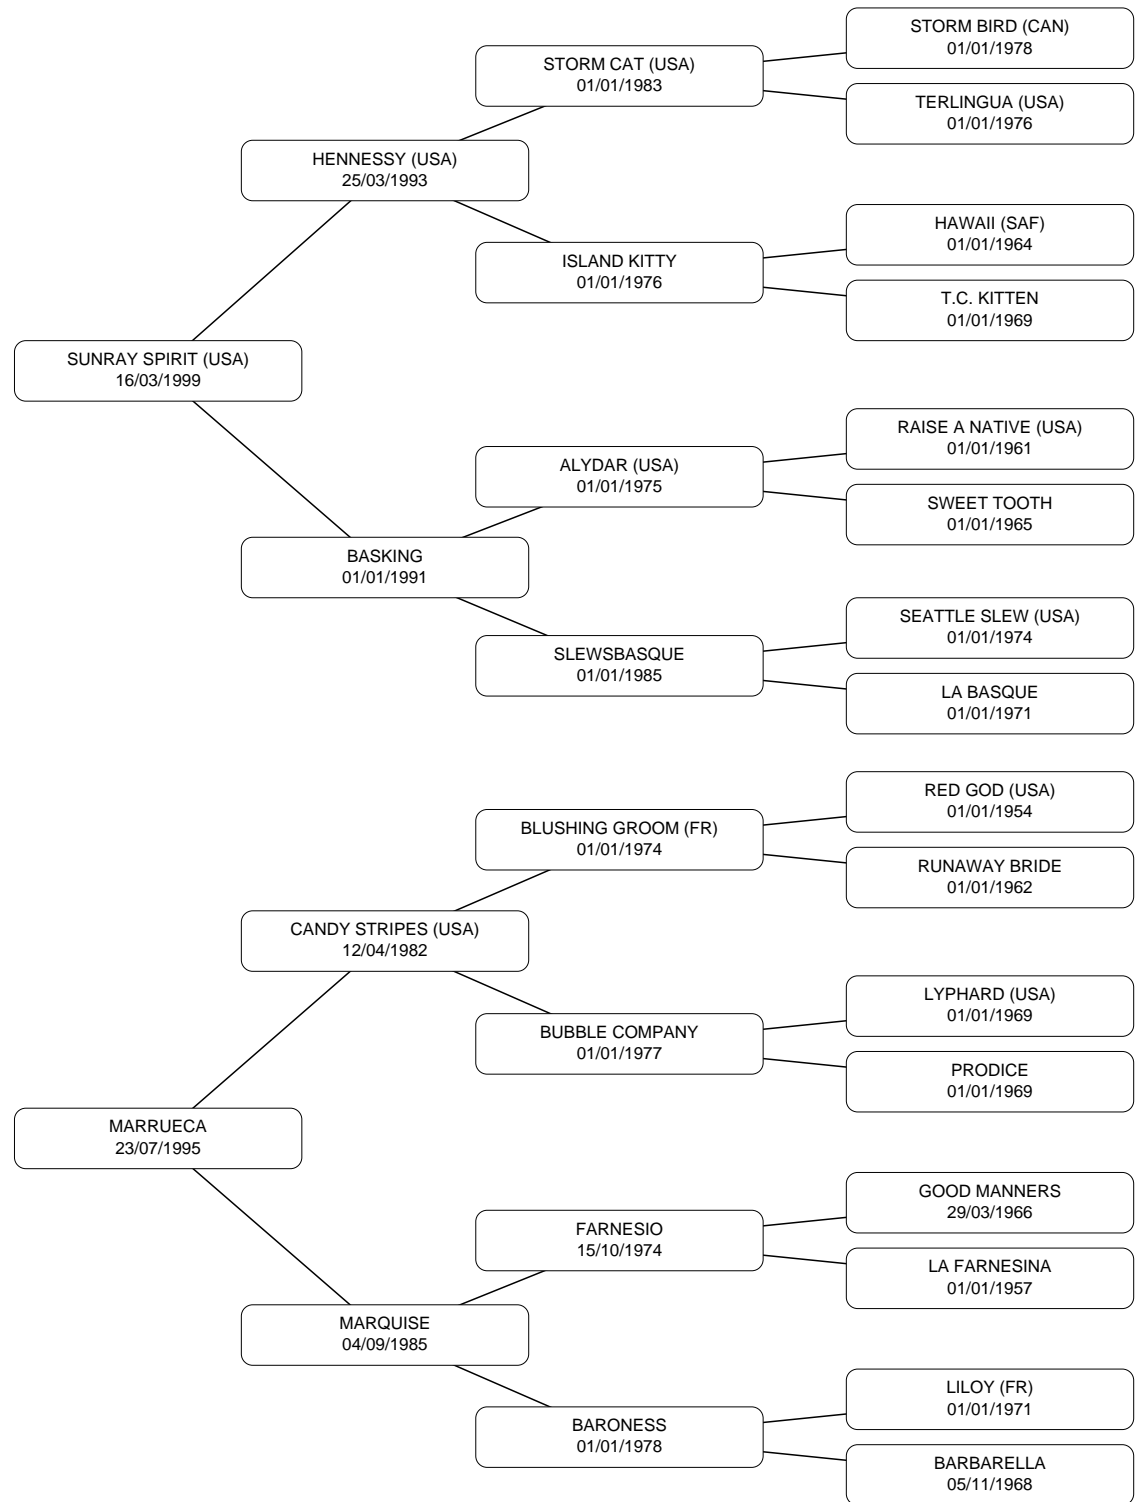 STORM BIRD (CAN)
01/01/1978
STORM CAT (USA)
01/01/1983
TERLINGUA (USA)
01/01/1976
HENNESSY (USA)
25/03/1993
HAWAII (SAF)
01/01/1964
ISLAND KITTY
01/01/1976
T.C. KITTEN
01/01/1969
SUNRAY SPIRIT (USA)
16/03/1999
RAISE A NATIVE (USA)
01/01/1961
ALYDAR (USA)
01/01/1975
SWEET TOOTH
01/01/1965
BASKING
01/01/1991
SEATTLE SLEW (USA)
01/01/1974
SLEWSBASQUE
01/01/1985
LA BASQUE
01/01/1971
RED GOD (USA)
01/01/1954
BLUSHING GROOM (FR)
01/01/1974
RUNAWAY BRIDE
01/01/1962
CANDY STRIPES (USA)
12/04/1982
LYPHARD (USA)
01/01/1969
BUBBLE COMPANY
01/01/1977
PRODICE
01/01/1969
MARRUECA
23/07/1995
GOOD MANNERS
29/03/1966
FARNESIO
15/10/1974
LA FARNESINA
01/01/1957
MARQUISE
04/09/1985
LILOY (FR)
01/01/1971
BARONESS
01/01/1978
BARBARELLA
05/11/1968